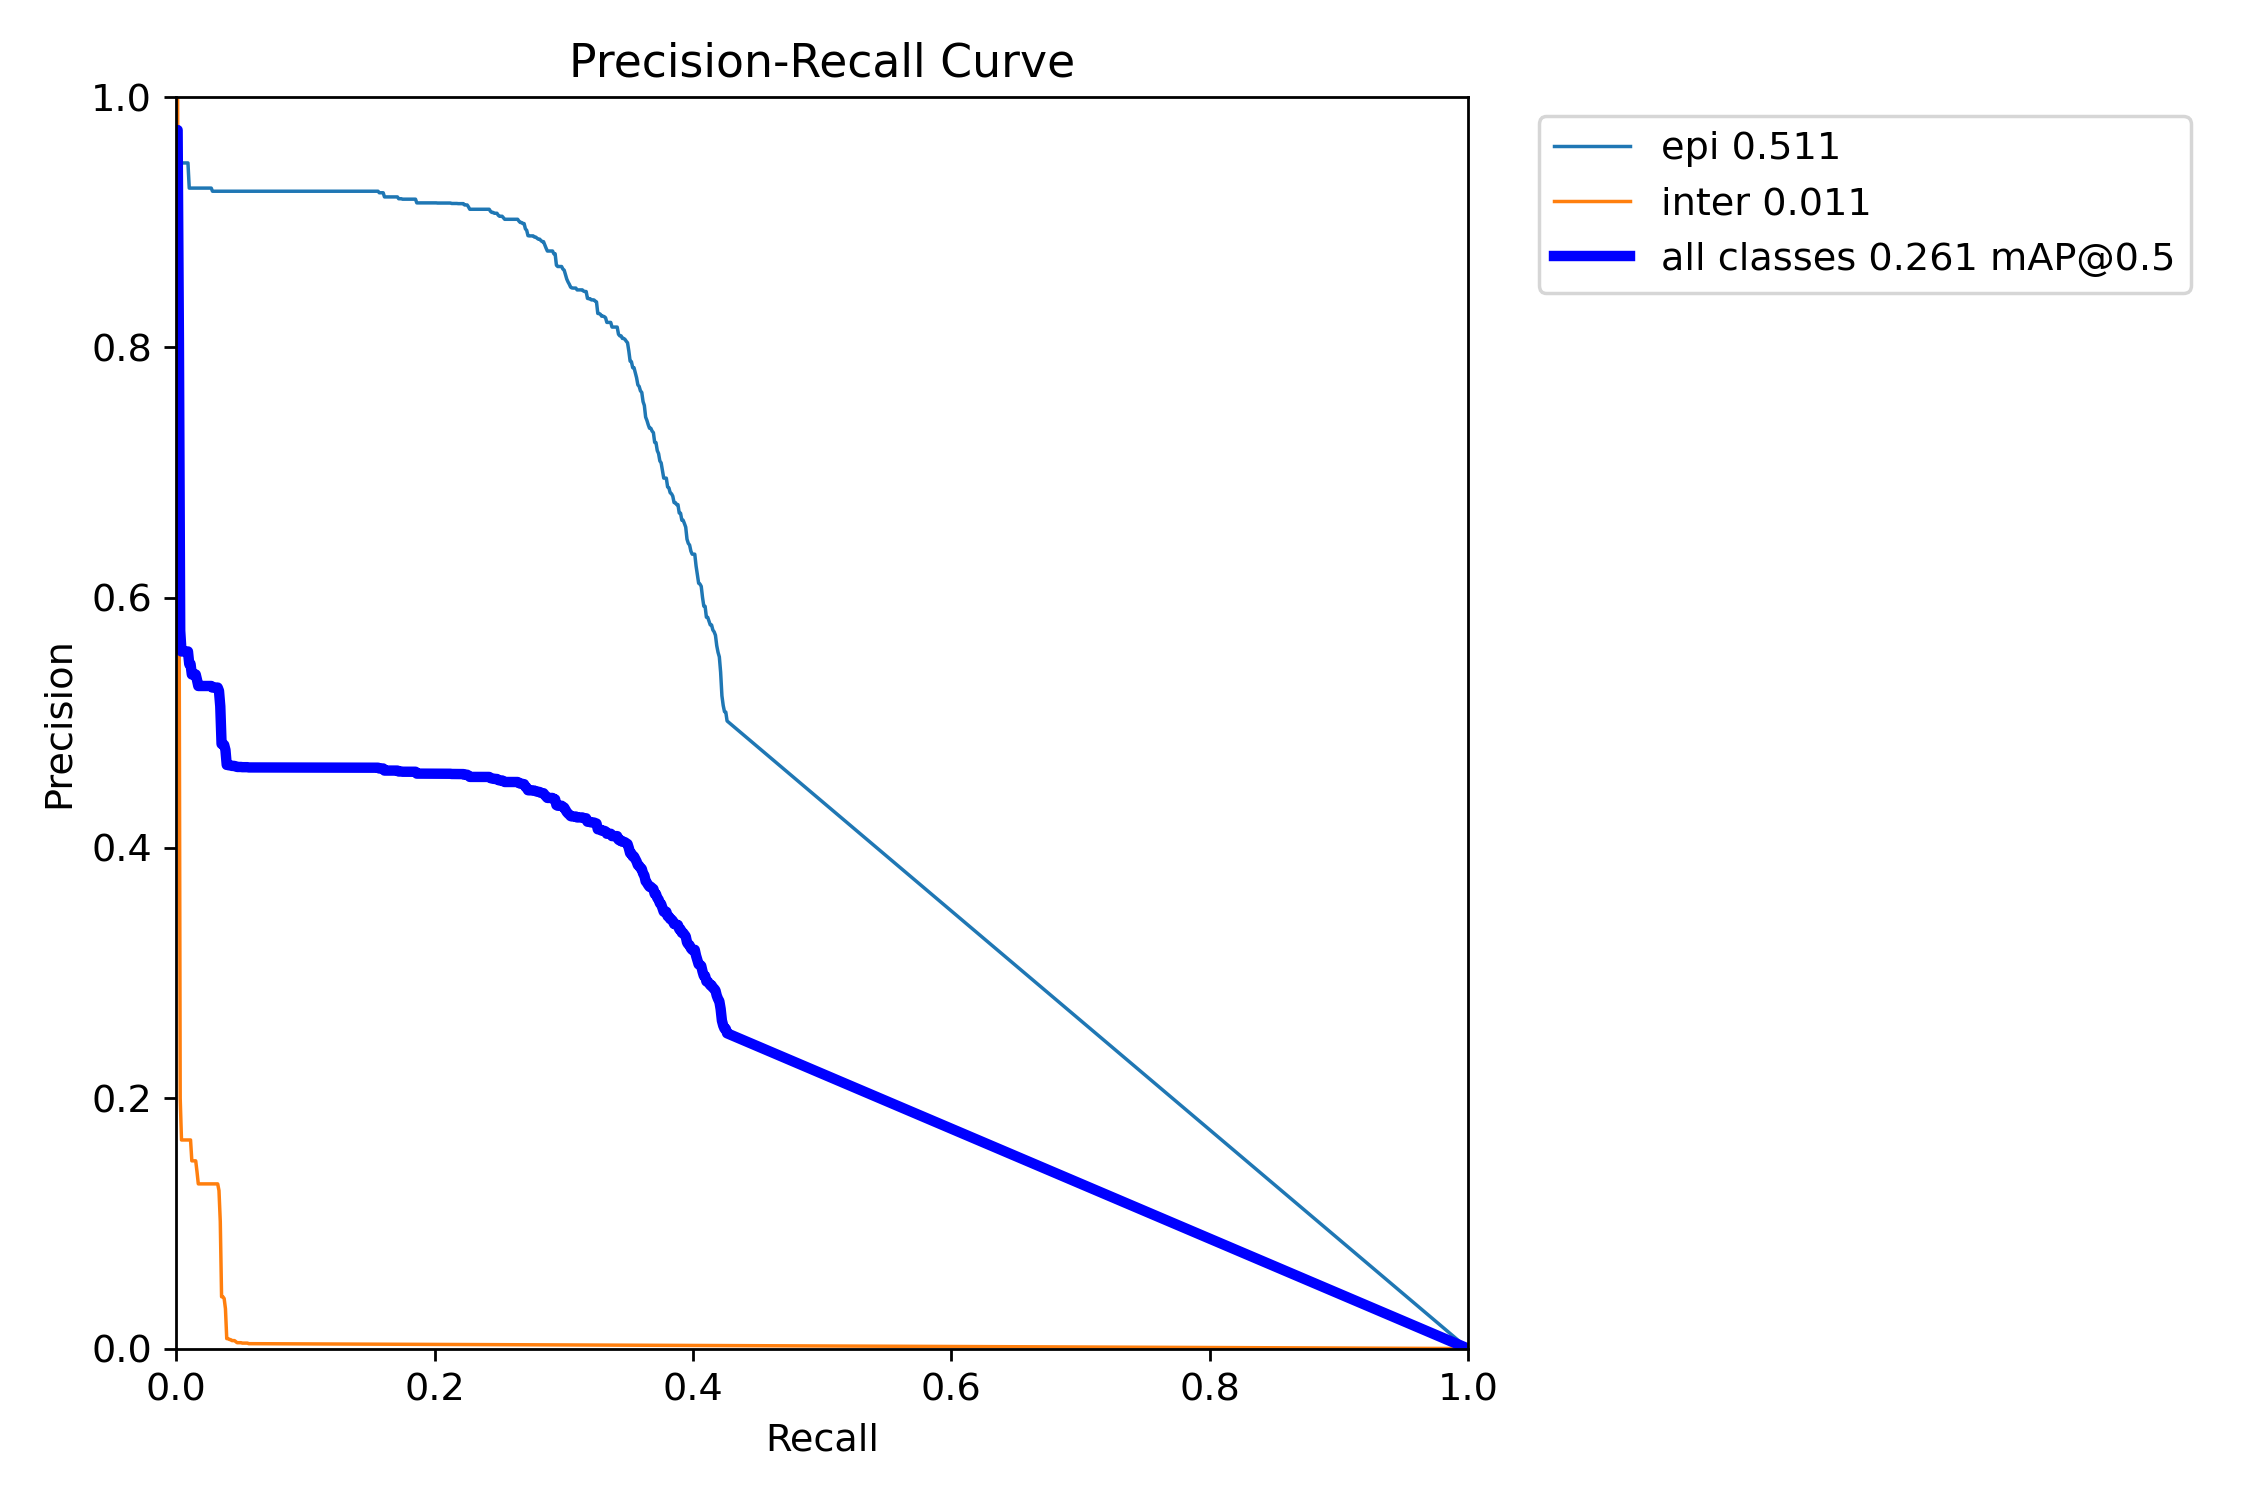 Precision-Recall Curve
epi 0.511
inter 0.011
all classes 0.261 mAP@0.5
Precision
1.0
0.8
0.6
0.4
0.2
0.0
0.0 0.2 0.4 0.6 0.8 1.0
Recall